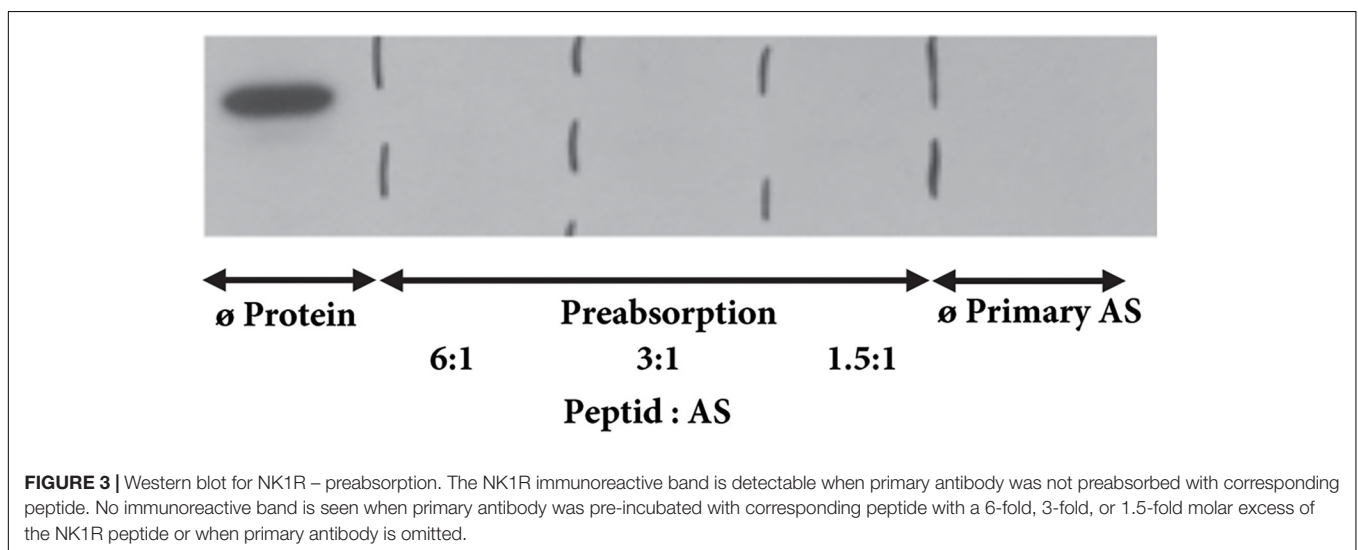 ø Protein Preabsorption ø Primary AS
6:1 3:1 1.5:1
Peptid : AS
FIGURE 3 | Western blot for NK1R – preabsorption. The NK1R immunoreactive band is detectable when primary antibody was not preabsorbed with corresponding
peptide. No immunoreactive band is seen when primary antibody was pre-incubated with corresponding peptide with a 6-fold, 3-fold, or 1.5-fold molar excess of
the NK1R peptide or when primary antibody is omitted.